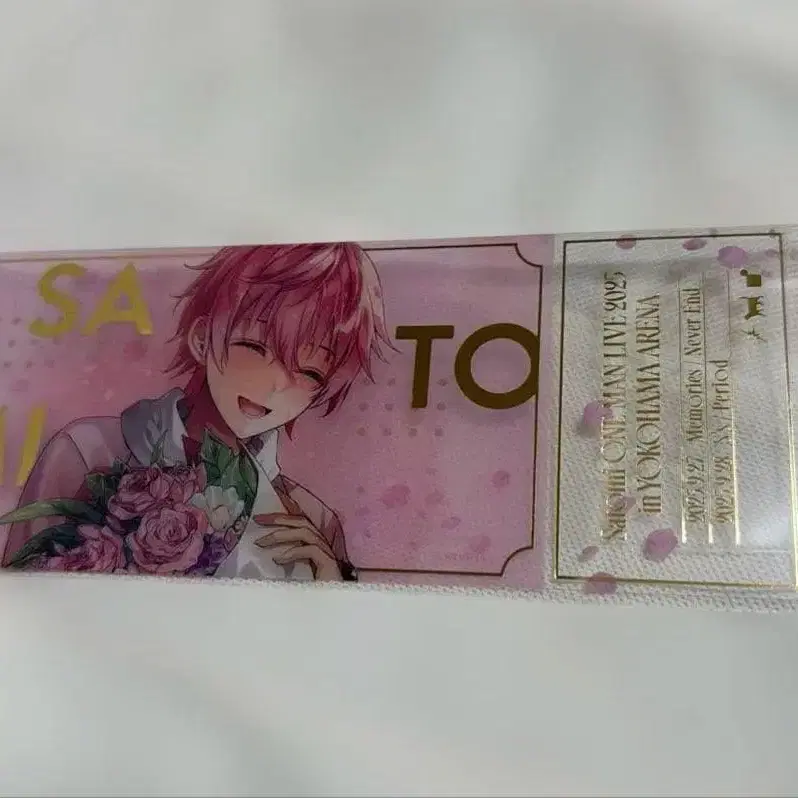 SA
TO
MI
Satomi ONE MAN LIVE 2025
in YOKOHAMA ARENA
2025.9.27 Memories Never End
2025.9.28 Period